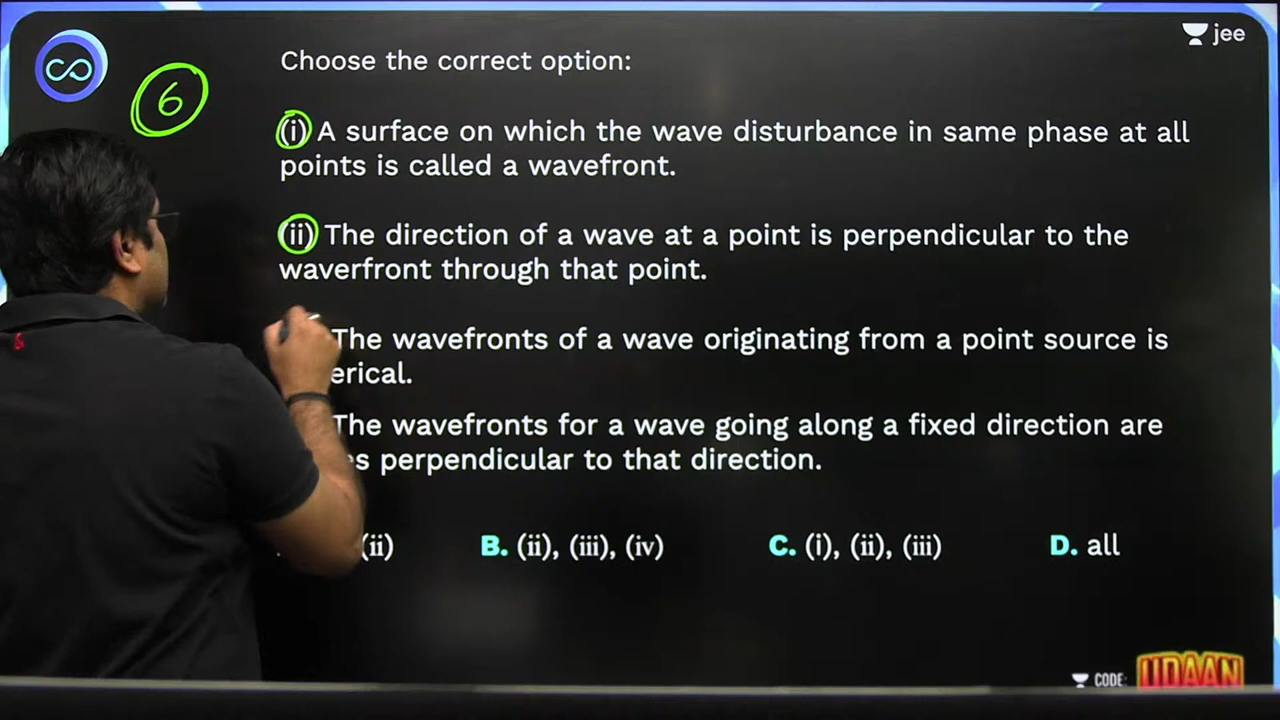 jee
6
Choose the correct option:
(i) A surface on which the wave disturbance in same phase at all
points is called a wavefront.
(ii) The direction of a wave at a point is perpendicular to the
waverfront through that point.
The wavefronts of a wave originating from a point source is
erical.
The wavefronts for a wave going along a fixed direction are
es perpendicular to that direction.
(ii) B. (ii), (iii), (iv) C. (i), (ii), (iii) D. all
CODE: UDAAN